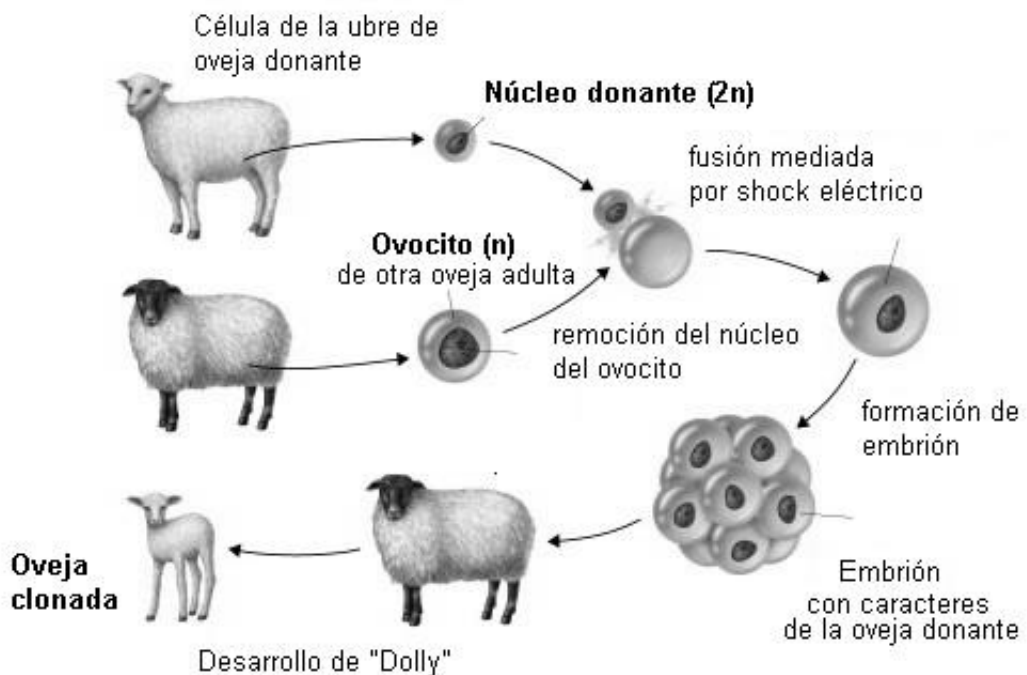 Célula de la ubre de
oveja donante
Núcleo donante (2n)
fusión mediada
por shock eléctrico
Ovocito (n)
de otra oveja adulta
remoción del núcleo
del ovocito
formación de
embrión
Embrión
con caracteres
de la oveja donante
Oveja
clonada
Desarrollo de "Dolly"